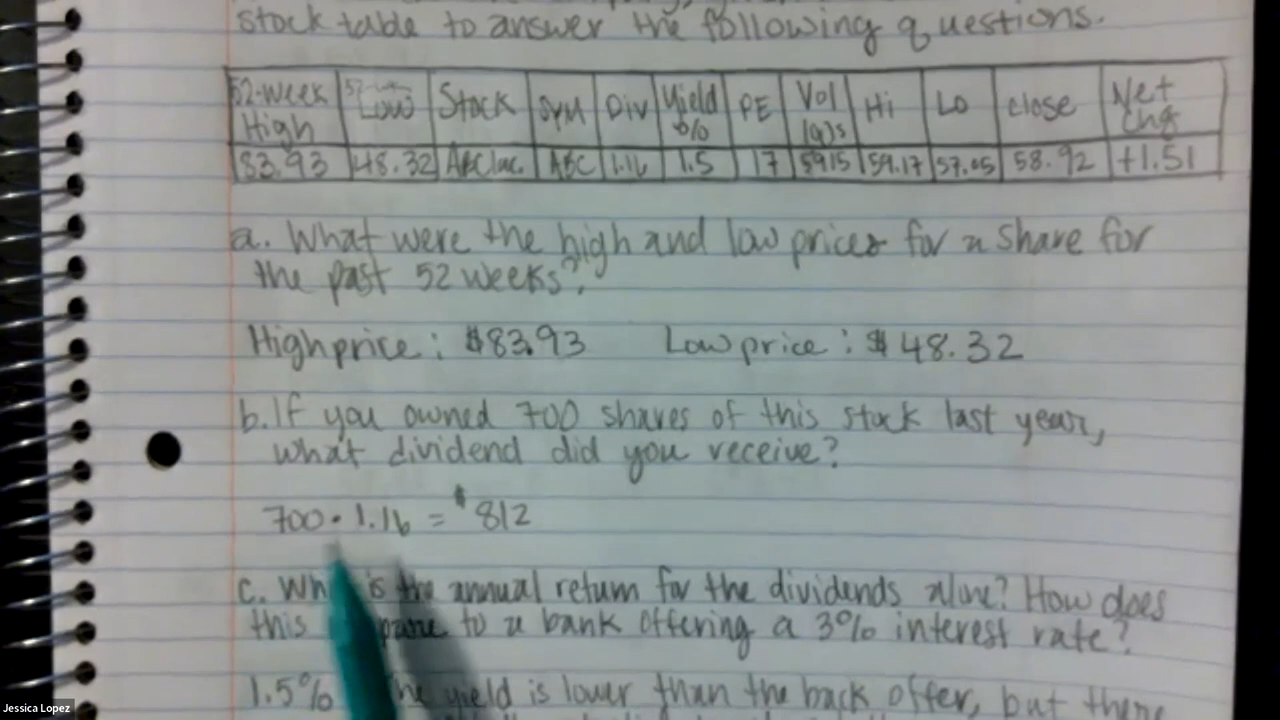 stock table to answer the following questions.
52-Week High | 52-week Low | Stock | SYM | Div | Yield % | PE | Vol 100s | Hi | Lo | close | Net chg
83.93 | 48.32 | ABC Inc. | ABC | 1.16 | 1.5 | 17 | 5915 | 59.17 | 57.05 | 58.92 | +1.51
a. What were the high and low prices for a share for
the past 52 weeks?
High price: $83.93 Low price: $48.32
b. If you owned 700 shares of this stock last year,
what dividend did you receive?
700 • 1.16 = $812
c. is the annual return for the dividends alone? How does
this to a bank offering a 3% interest rate?
1.5% yield is lower than the back offer, but there
Jessica Lopez